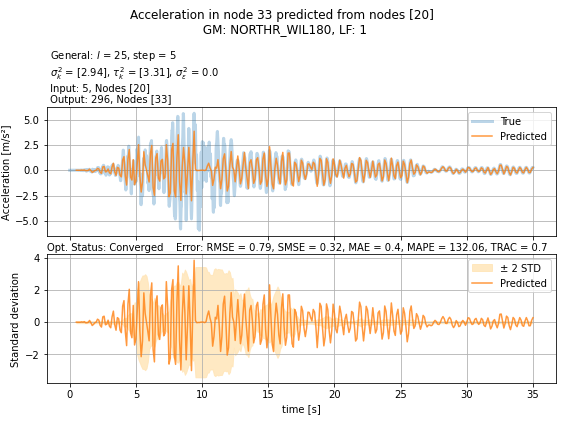 Acceleration in node 33 predicted from nodes [20]
GM: NORTHR_WIL180, LF: 1
General: l = 25, step = 5
σ²ₖ = [2.94], τ²ₖ = [3.31], σ²ₑ = 0.0
Input: 5, Nodes [20]
Output: 296, Nodes [33]
Acceleration [m/s²]
5.0
2.5
0.0
−2.5
−5.0
True
Predicted
Opt. Status: Converged Error: RMSE = 0.79, SMSE = 0.32, MAE = 0.4, MAPE = 132.06, TRAC = 0.7
Standard deviation
4
2
0
−2
± 2 STD
Predicted
0 5 10 15 20 25 30 35
time [s]